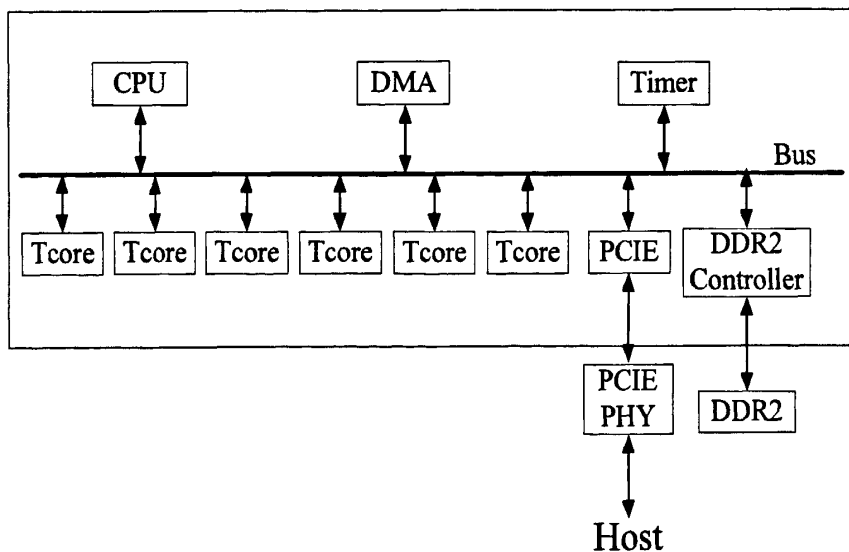 CPU
DMA
Timer
Bus
Tcore
Tcore
Tcore
Tcore
Tcore
Tcore
PCIE
DDR2
Controller
PCIE
PHY
DDR2
Host